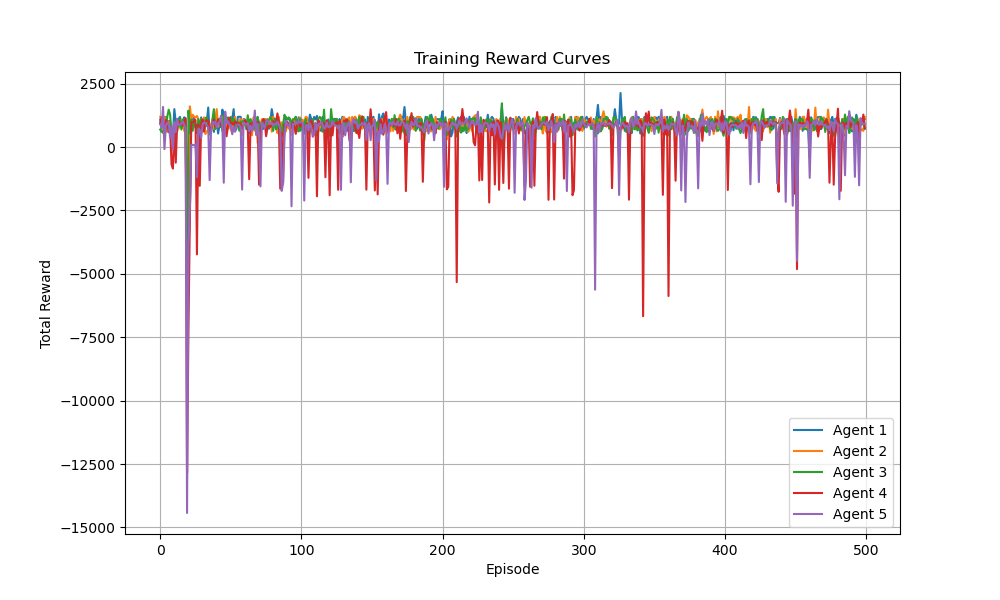 Training Reward Curves
Total Reward
2500
0
−2500
−5000
−7500
−10000
−12500
−15000
0 100 200 300 400 500
Episode
Agent 1
Agent 2
Agent 3
Agent 4
Agent 5